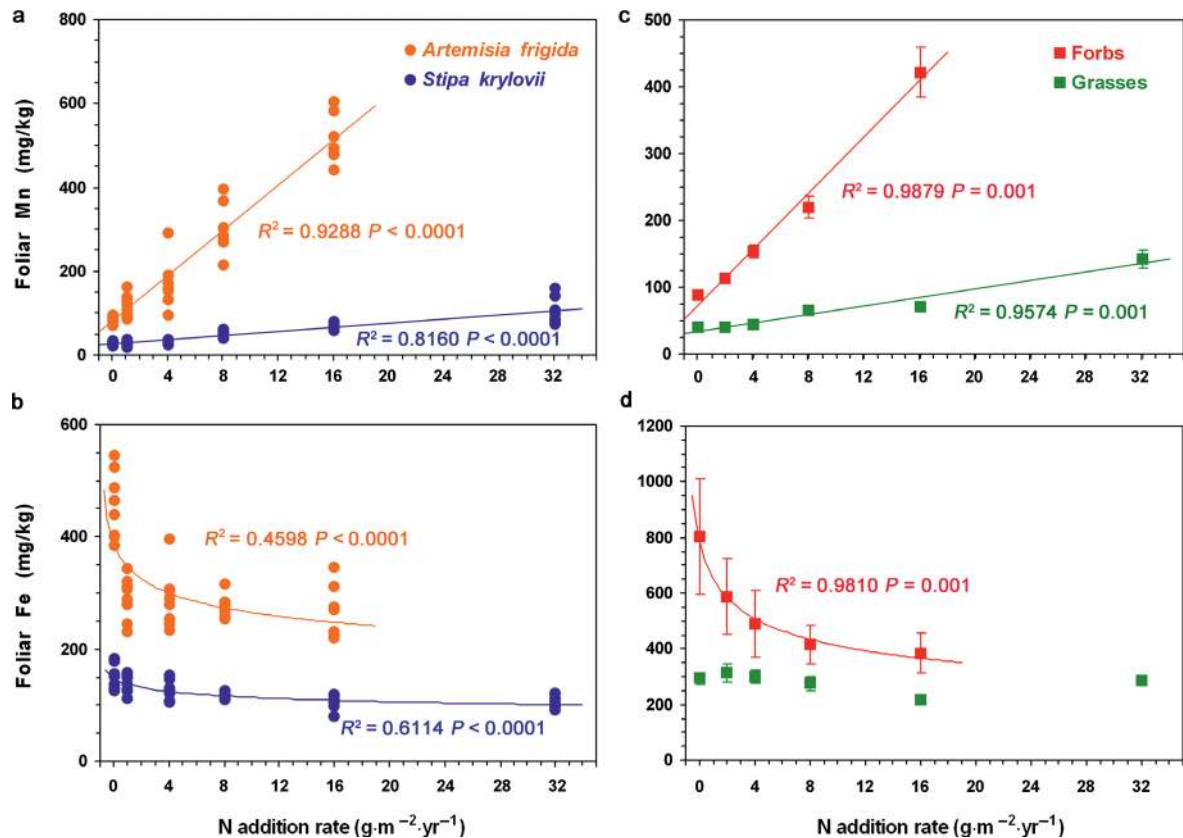 a
800
600
400
200
0
Foliar Mn (mg/kg)
Artemisia frigida
Stipa krylovii
R² = 0.9288 P < 0.0001
R² = 0.8160 P < 0.0001
0 4 8 12 16 20 24 28 32
c
500
450
400
350
300
250
200
150
100
50
0
Forbs
Grasses
R² = 0.9879 P = 0.001
R² = 0.9574 P = 0.001
0 4 8 12 16 20 24 28 32
b
600
400
200
0
Foliar Fe (mg/kg)
R² = 0.4598 P < 0.0001
R² = 0.6114 P < 0.0001
0 4 8 12 16 20 24 28 32
N addition rate (g·m⁻²·yr⁻¹)
d
1200
1000
800
600
400
200
0
R² = 0.9810 P = 0.001
0 4 8 12 16 20 24 28 32
N addition rate (g·m⁻²·yr⁻¹)